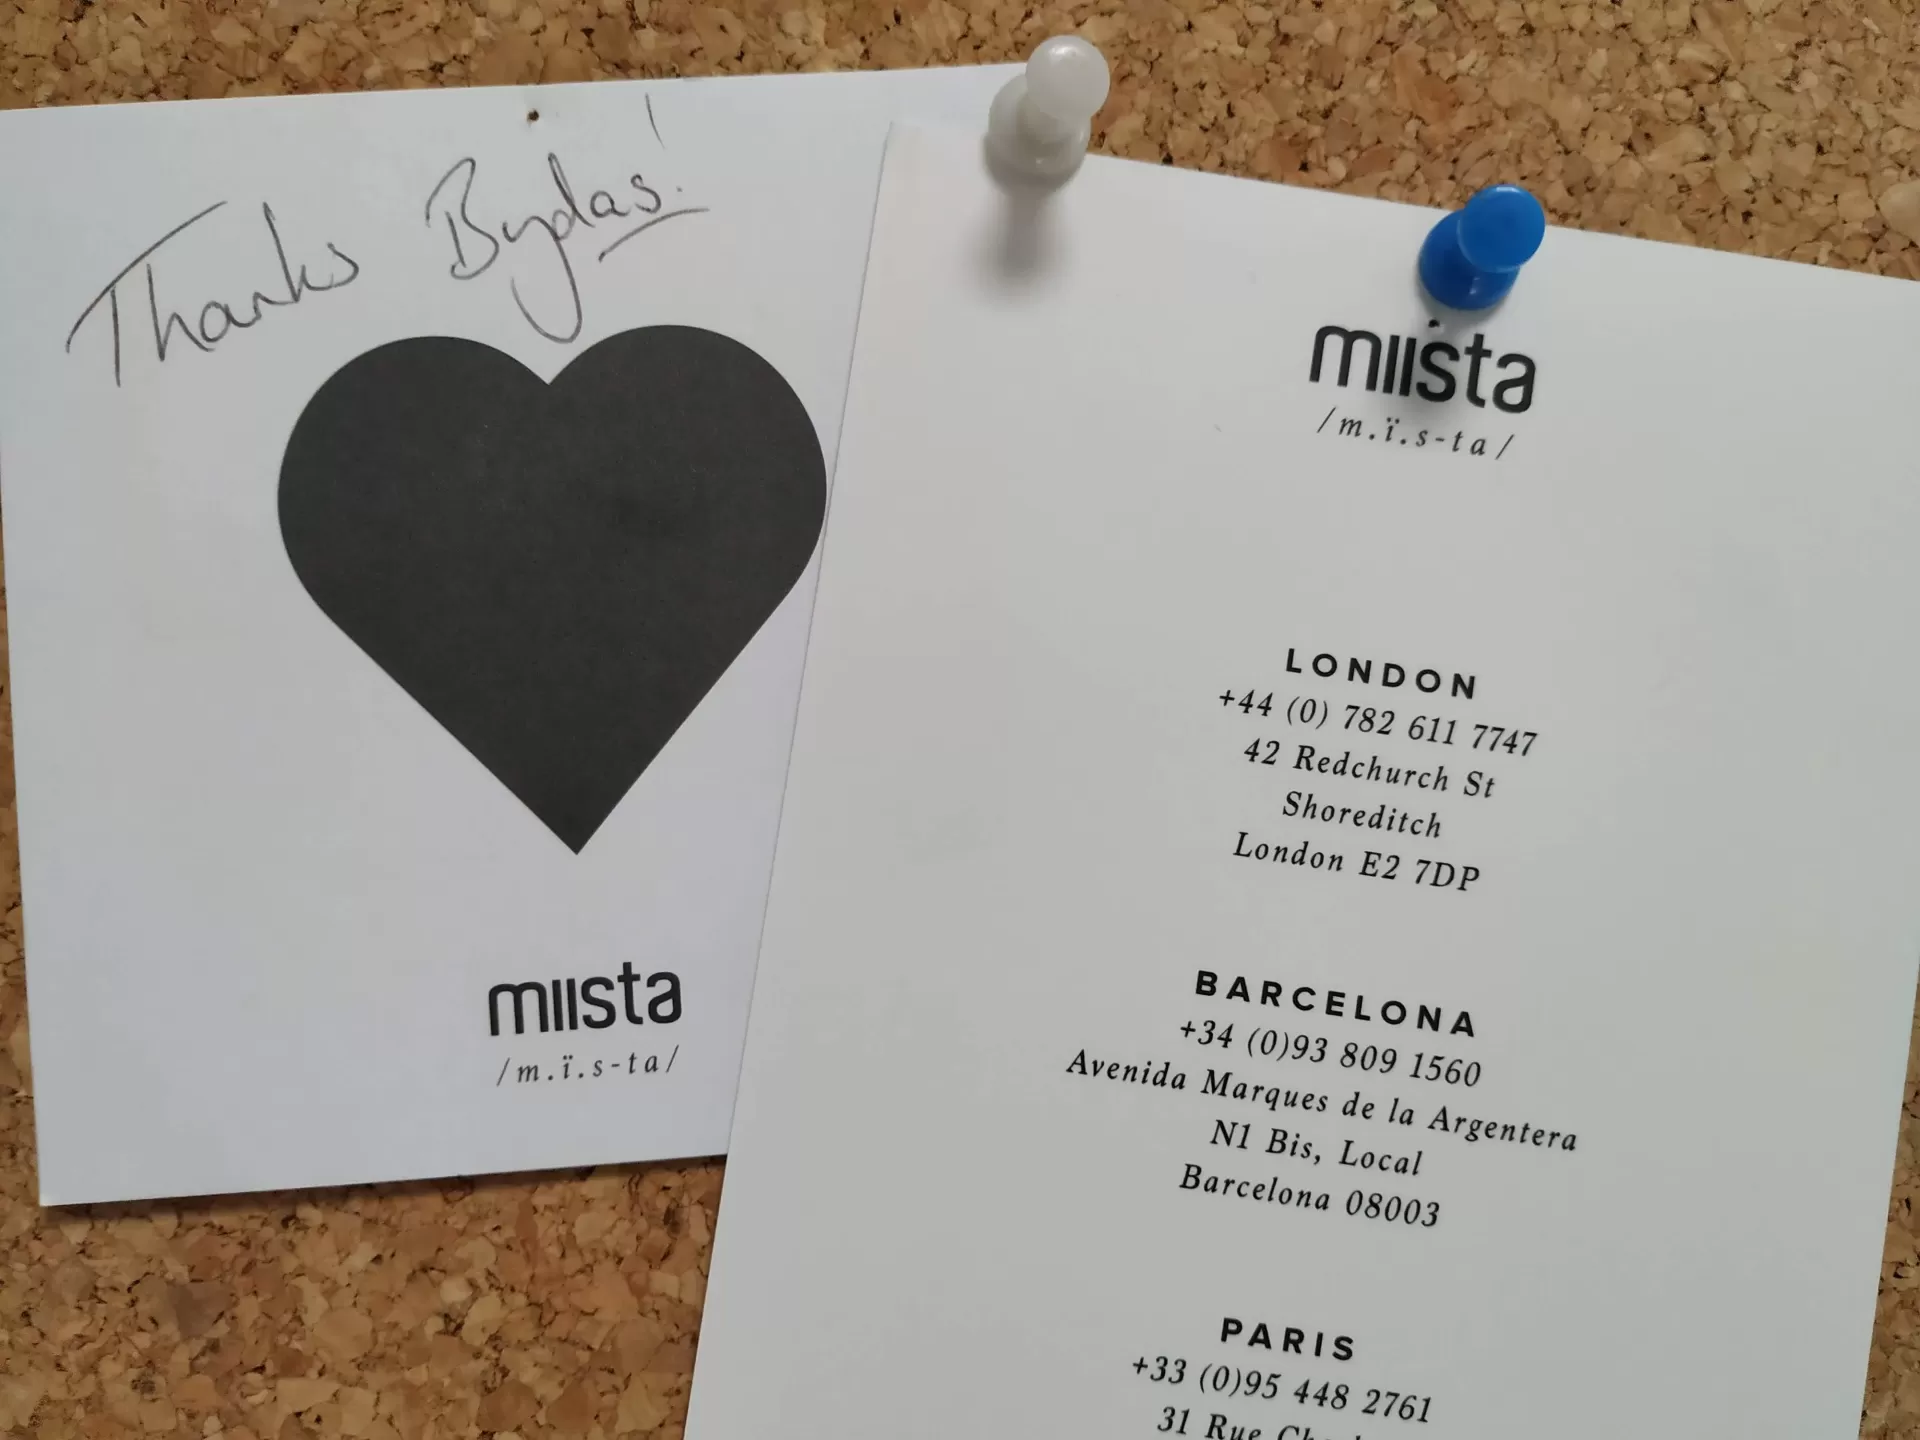 Thanks Bydas!
miista
/m.ï.s-ta/
miista
/m.ï.s-ta/
LONDON
+44 (0) 782 611 7747
42 Redchurch St
Shoreditch
London E2 7DP
BARCELONA
+34 (0)93 809 1560
Avenida Marques de la Argentera
N1 Bis, Local
Barcelona 08003
PARIS
+33 (0)95 448 2761
31 Rue